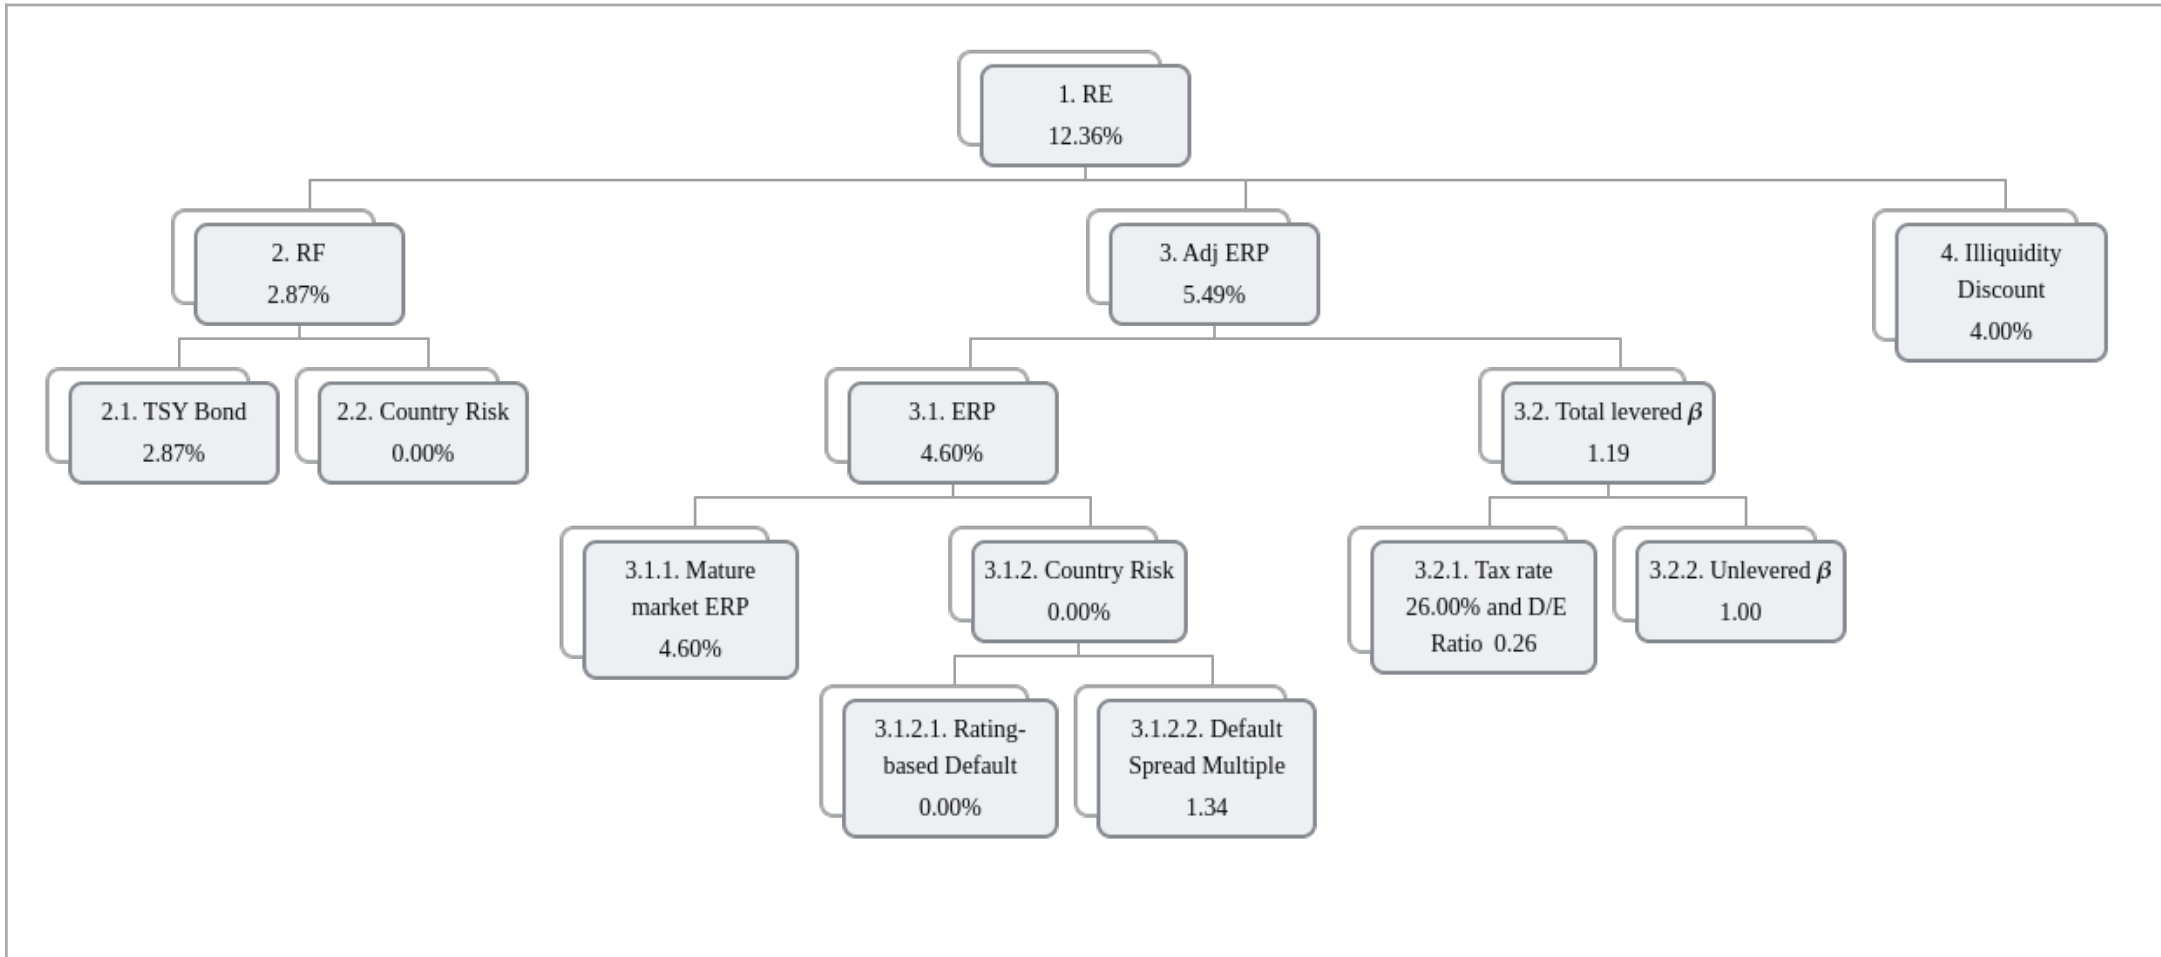 1. RE
12.36%
2. RF
2.87%
3. Adj ERP
5.49%
4. Illiquidity
Discount
4.00%
2.1. TSY Bond
2.87%
2.2. Country Risk
0.00%
3.1. ERP
4.60%
3.2. Total levered β
1.19
3.1.1. Mature
market ERP
4.60%
3.1.2. Country Risk
0.00%
3.2.1. Tax rate
26.00% and D/E
Ratio 0.26
3.2.2. Unlevered β
1.00
3.1.2.1. Rating-
based Default
0.00%
3.1.2.2. Default
Spread Multiple
1.34